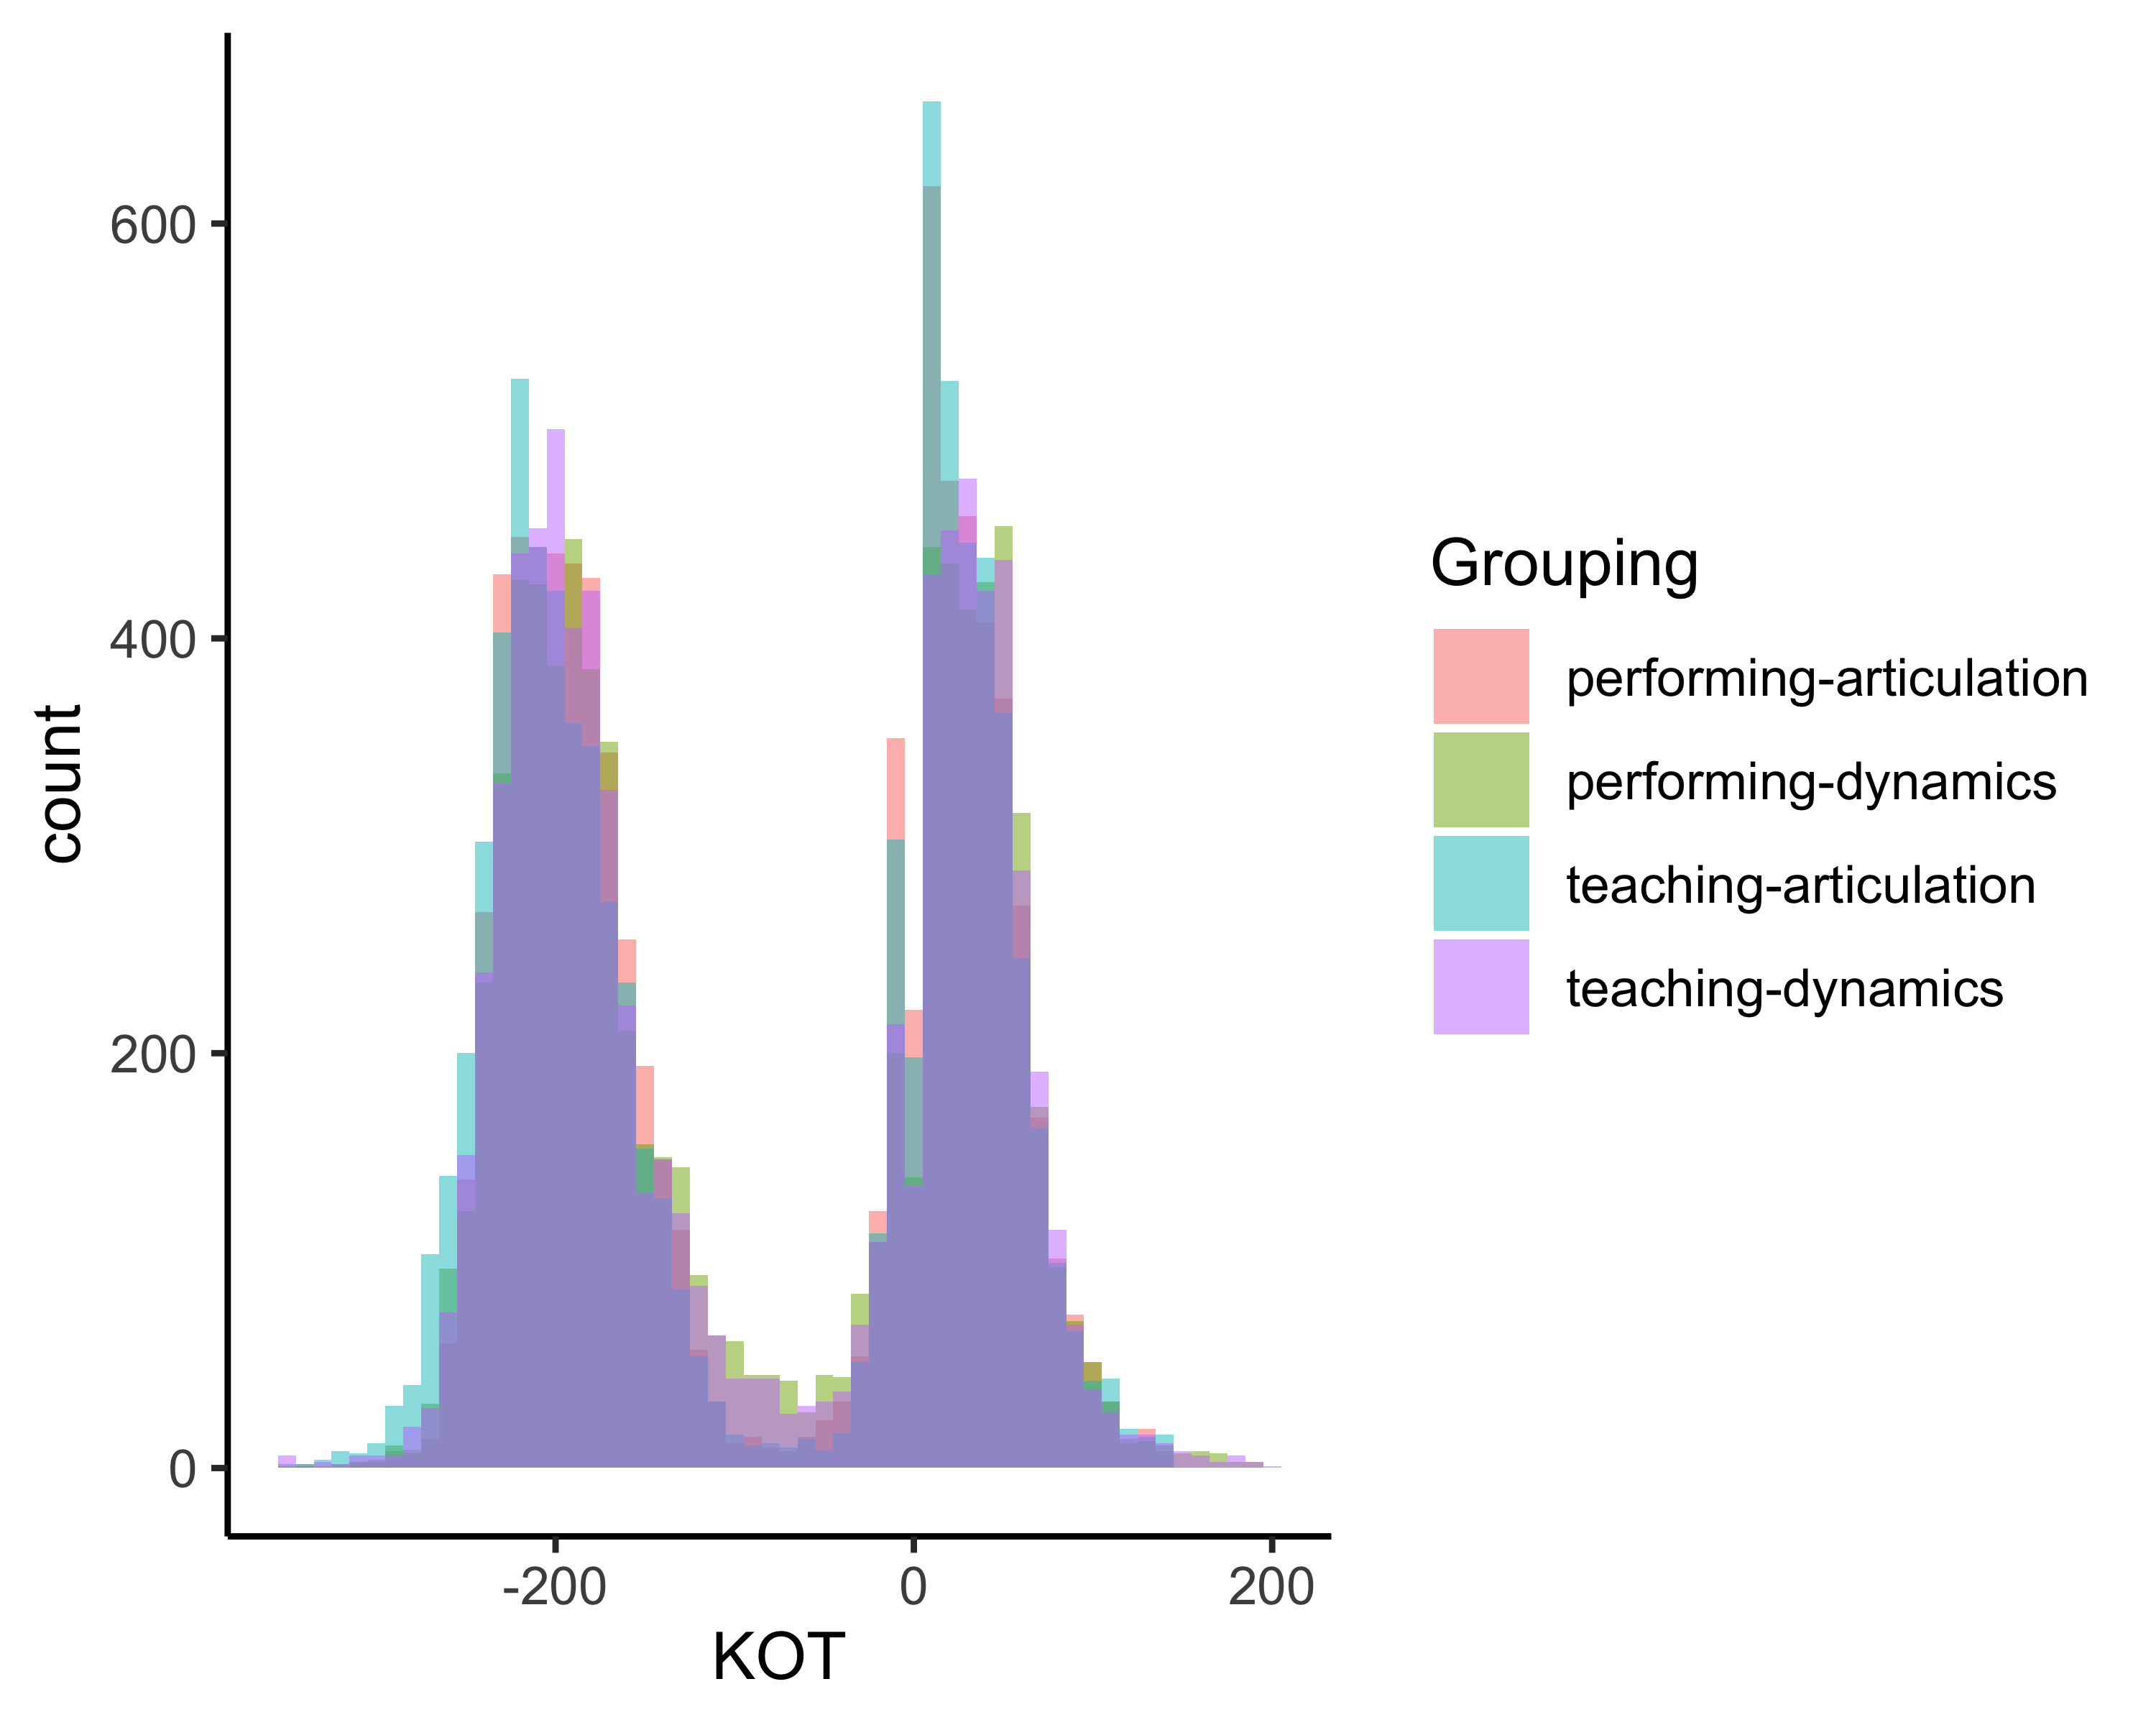 600
400
200
0
count
-200
0
200
KOT
Grouping
performing-articulation
performing-dynamics
teaching-articulation
teaching-dynamics